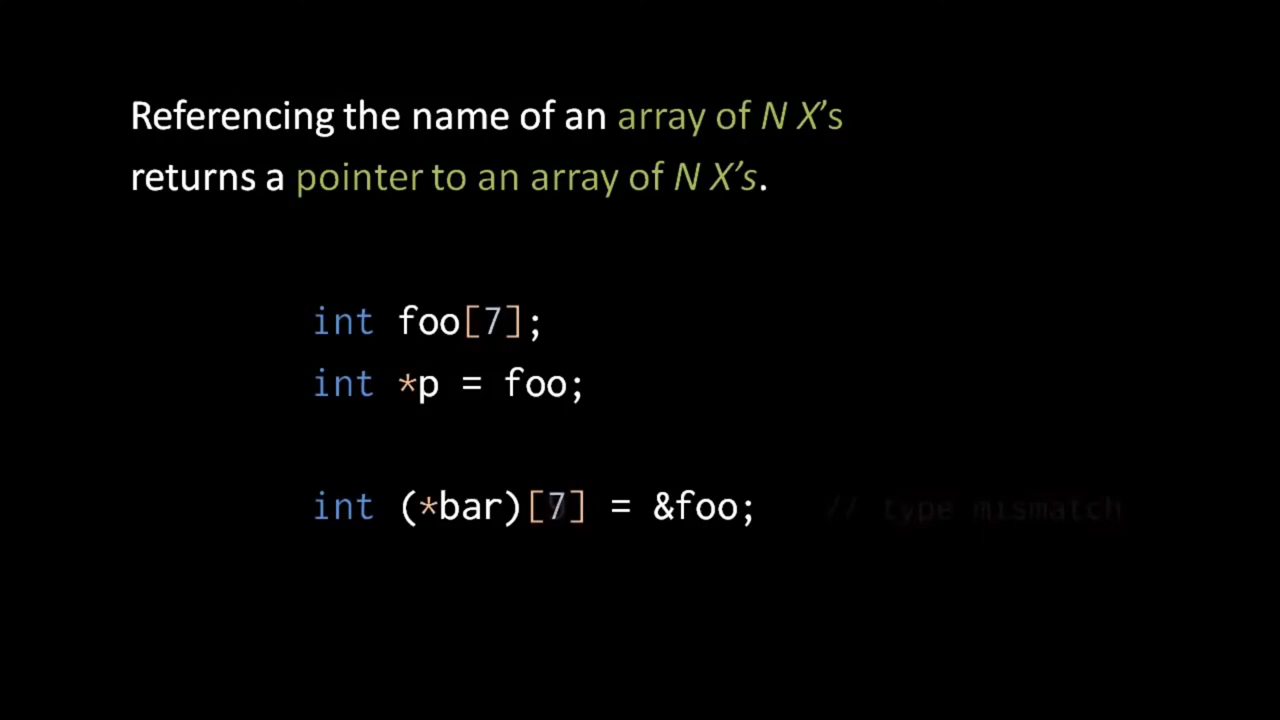 Referencing the name of an array of N X’s
returns a pointer to an array of N X’s.
int foo[7];
int *p = foo;
int (*bar)[7] = &foo; // type mismatch